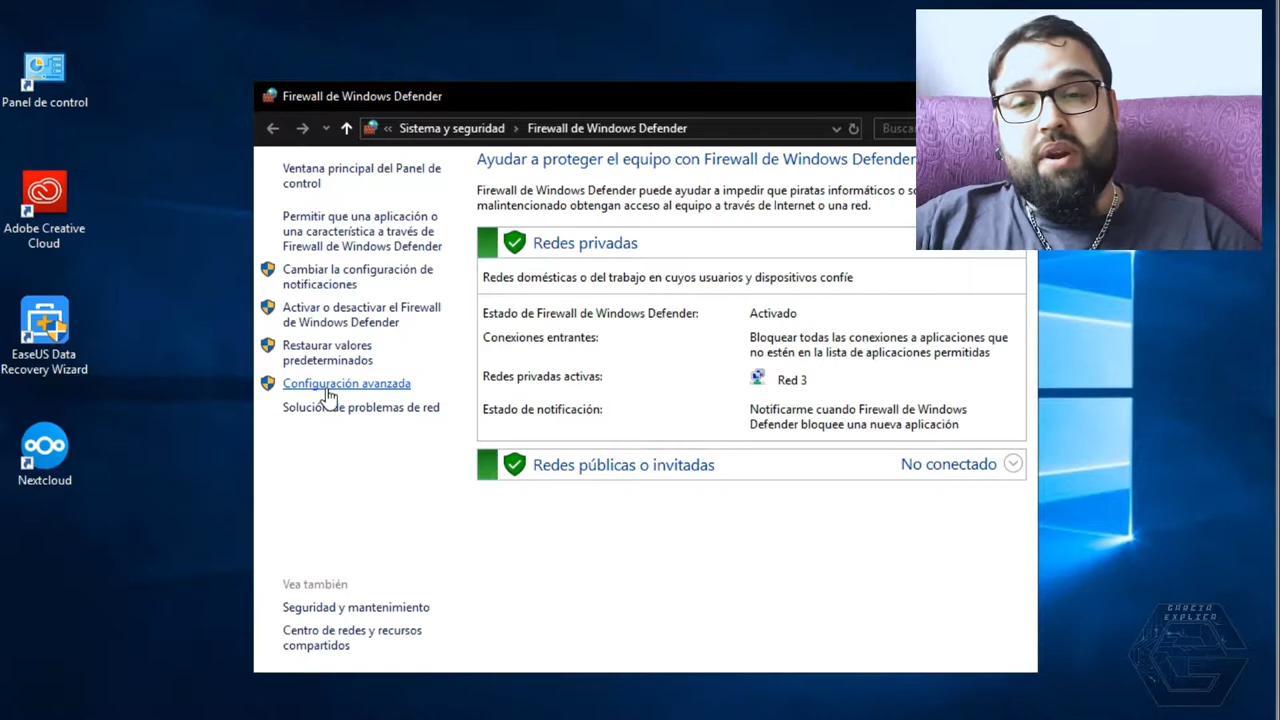 Panel de control
Adobe Creative
Cloud
EaseUS Data
Recovery Wizard
Nextcloud
Firewall de Windows Defender
Sistema y seguridad
Firewall de Windows Defender
Ventana principal del Panel de
control
Permitir que una aplicación o
una característica a través de
Firewall de Windows Defender
Cambiar la configuración de
notificaciones
Activar o desactivar el Firewall
de Windows Defender
Restaurar valores
predeterminados
Configuración avanzada
de problemas de red
Vea también
Seguridad y mantenimiento
Centro de redes y recursos
compartidos
Ayudar a proteger el equipo con Firewall de Windows Defender
Firewall de Windows Defender puede ayudar a impedir que piratas informáticos o
malintencionado obtengan acceso al equipo a través de Internet o una red.
Redes privadas
Redes domésticas o del trabajo en cuyos usuarios y dispositivos confíe
Estado de Firewall de Windows Defender: Activado
Conexiones entrantes: Bloquear todas las conexiones a aplicaciones que
no estén en la lista de aplicaciones permitidas
Redes privadas activas: Red 3
Estado de notificación: Notificarme cuando Firewall de Windows
Defender bloquee una nueva aplicación
Redes públicas o invitadas No conectado
GARCIA
EXPLICA